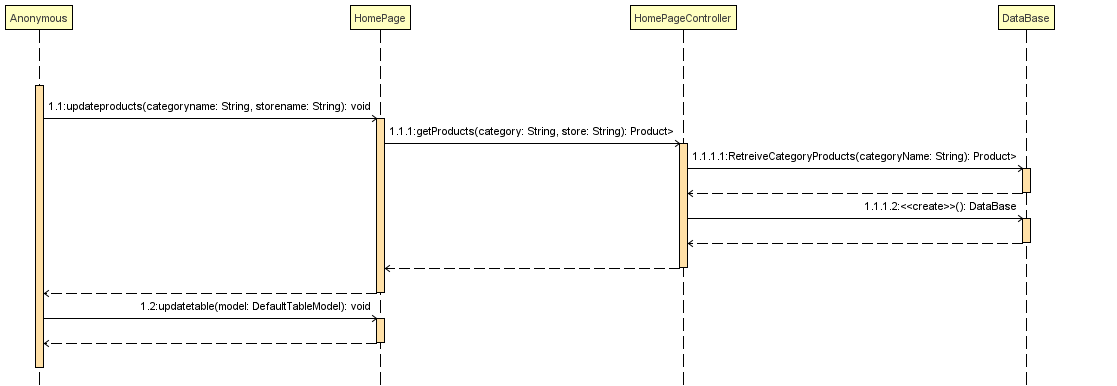 Anonymous
HomePage
HomePageController
DataBase
1.1:updateproducts(categoryname: String, storename: String): void
1.1.1:getProducts(category: String, store: String): Product>
1.1.1.1:RetreiveCategoryProducts(categoryName: String): Product>
1.1.1.2:<<create>>(): DataBase
1.2:updatetable(model: DefaultTableModel): void